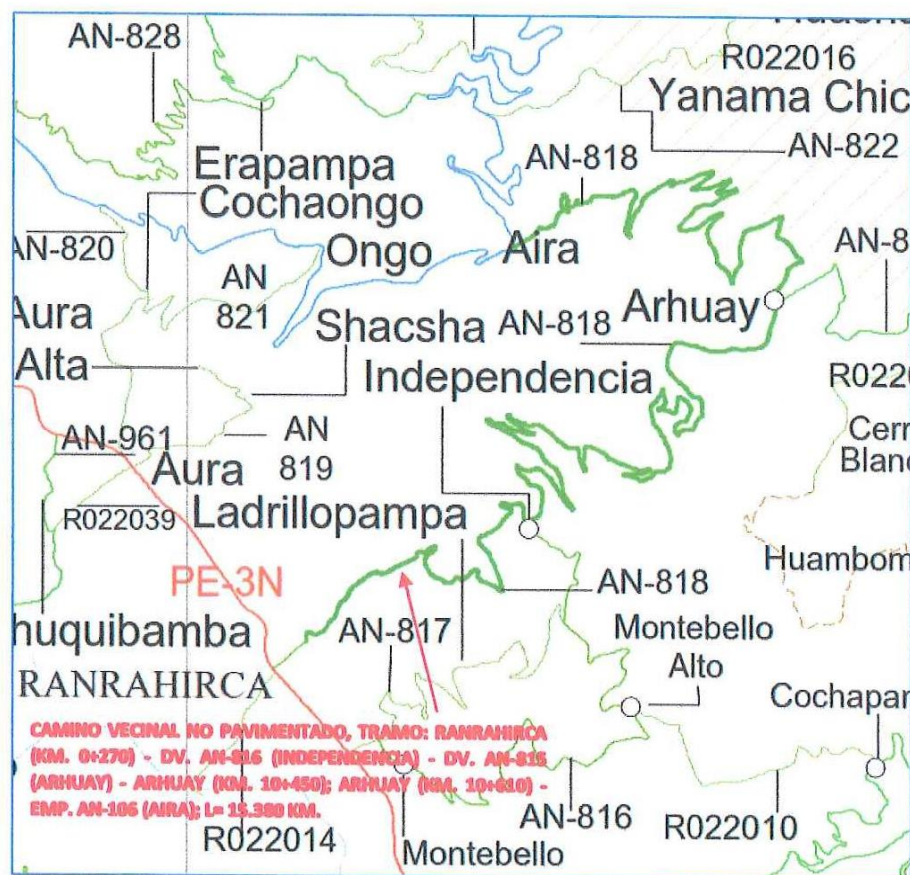 AN-828
R022016
Yanama Chic
AN-822
Erapampa
AN-818
Cochaongo
AN-820
Ongo
Aira
AN-8
AN
821
Aura
Alta
Shacsha
AN-818
Arhuay
Independencia
R0220
AN-961
AN
819
Cerr
Blanc
Aura
R022039
Ladrillopampa
PE-3N
AN-818
Huambom
huquibamba
AN-817
Montebello
Alto
RANRAHIRCA
Cochapar
CAMINO VECINAL NO PAVIMENTADO, TRAMO: RANRAHIRCA
(KM. 0+270) - DV. AN-816 (INDEPENDENCIA) - DV. AN-815
(ARHUAY) - ARHUAY (KM. 10+450); ARHUAY (KM. 10+610) -
EMP. AN-106 (AIRA); L= 15.380 KM.
R022014
AN-816
R022010
Montebello